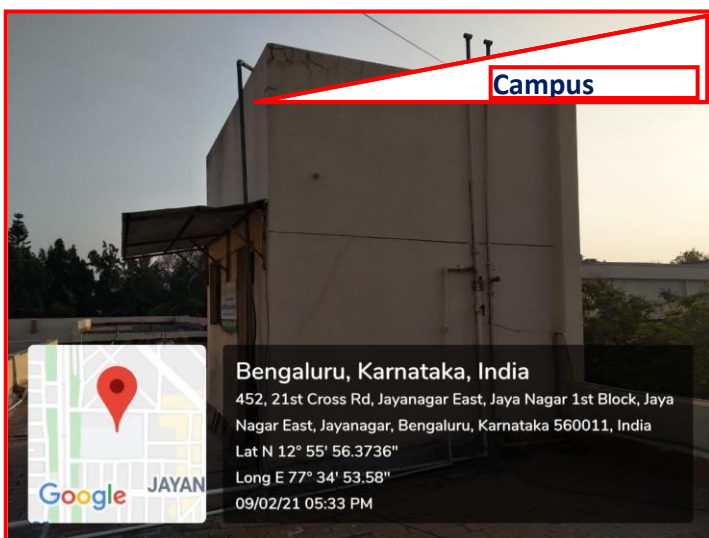 Campus
Bengaluru, Karnataka, India
452, 21st Cross Rd, Jayanagar East, Jaya Nagar 1st Block, Jaya
Nagar East, Jayanagar, Bengaluru, Karnataka 560011, India
Lat N 12° 55' 56.3736"
Long E 77° 34' 53.58"
09/02/21 05:33 PM
Google
JAYAN